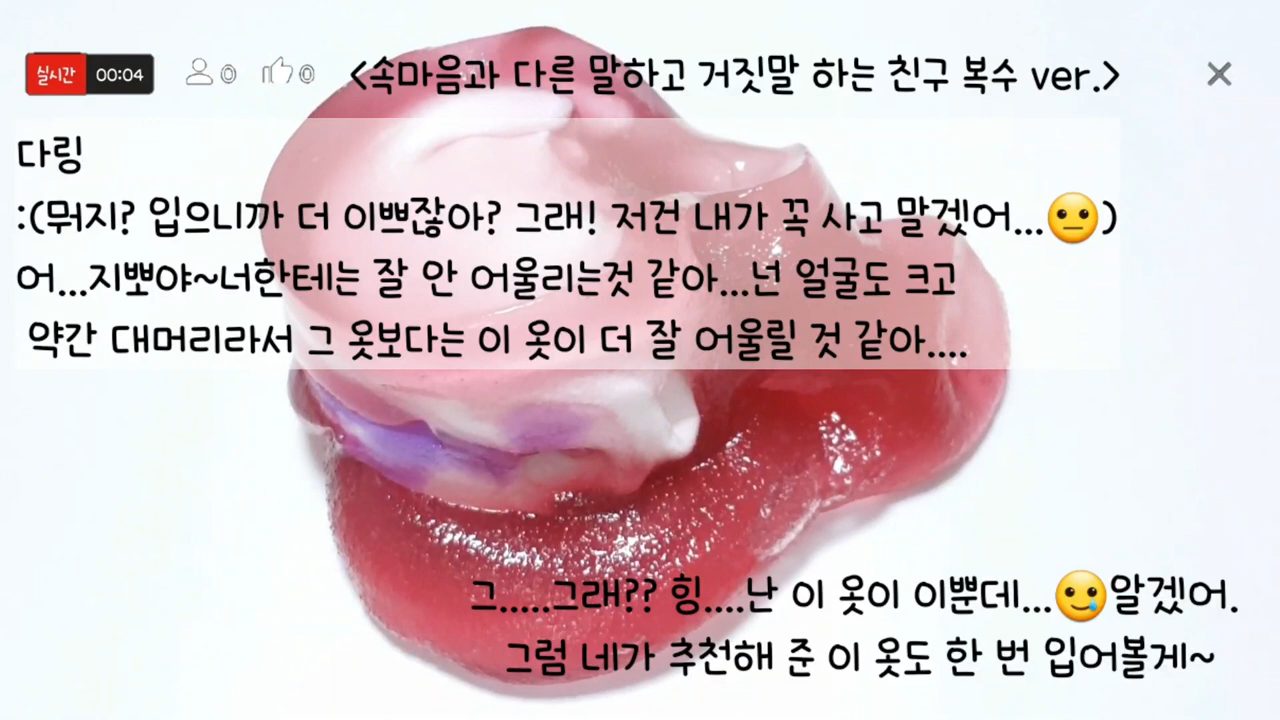 실시간 00:04 0 0 <속마음과 다른 말하고 거짓말 하는 친구 복수 ver.>
다링
:(뭐지? 입으니까 더 이쁘잖아? 그래! 저건 내가 꼭 사고 말겠어...😐)
어...지뽀야~너한테는 잘 안 어울리는것 같아...넌 얼굴도 크고
약간 대머리라서 그 옷보다는 이 옷이 더 잘 어울릴 것 같아....
그.....그래?? 힝....난 이 옷이 이뿐데...🥲알겠어.
그럼 네가 추천해 준 이 옷도 한 번 입어볼게~